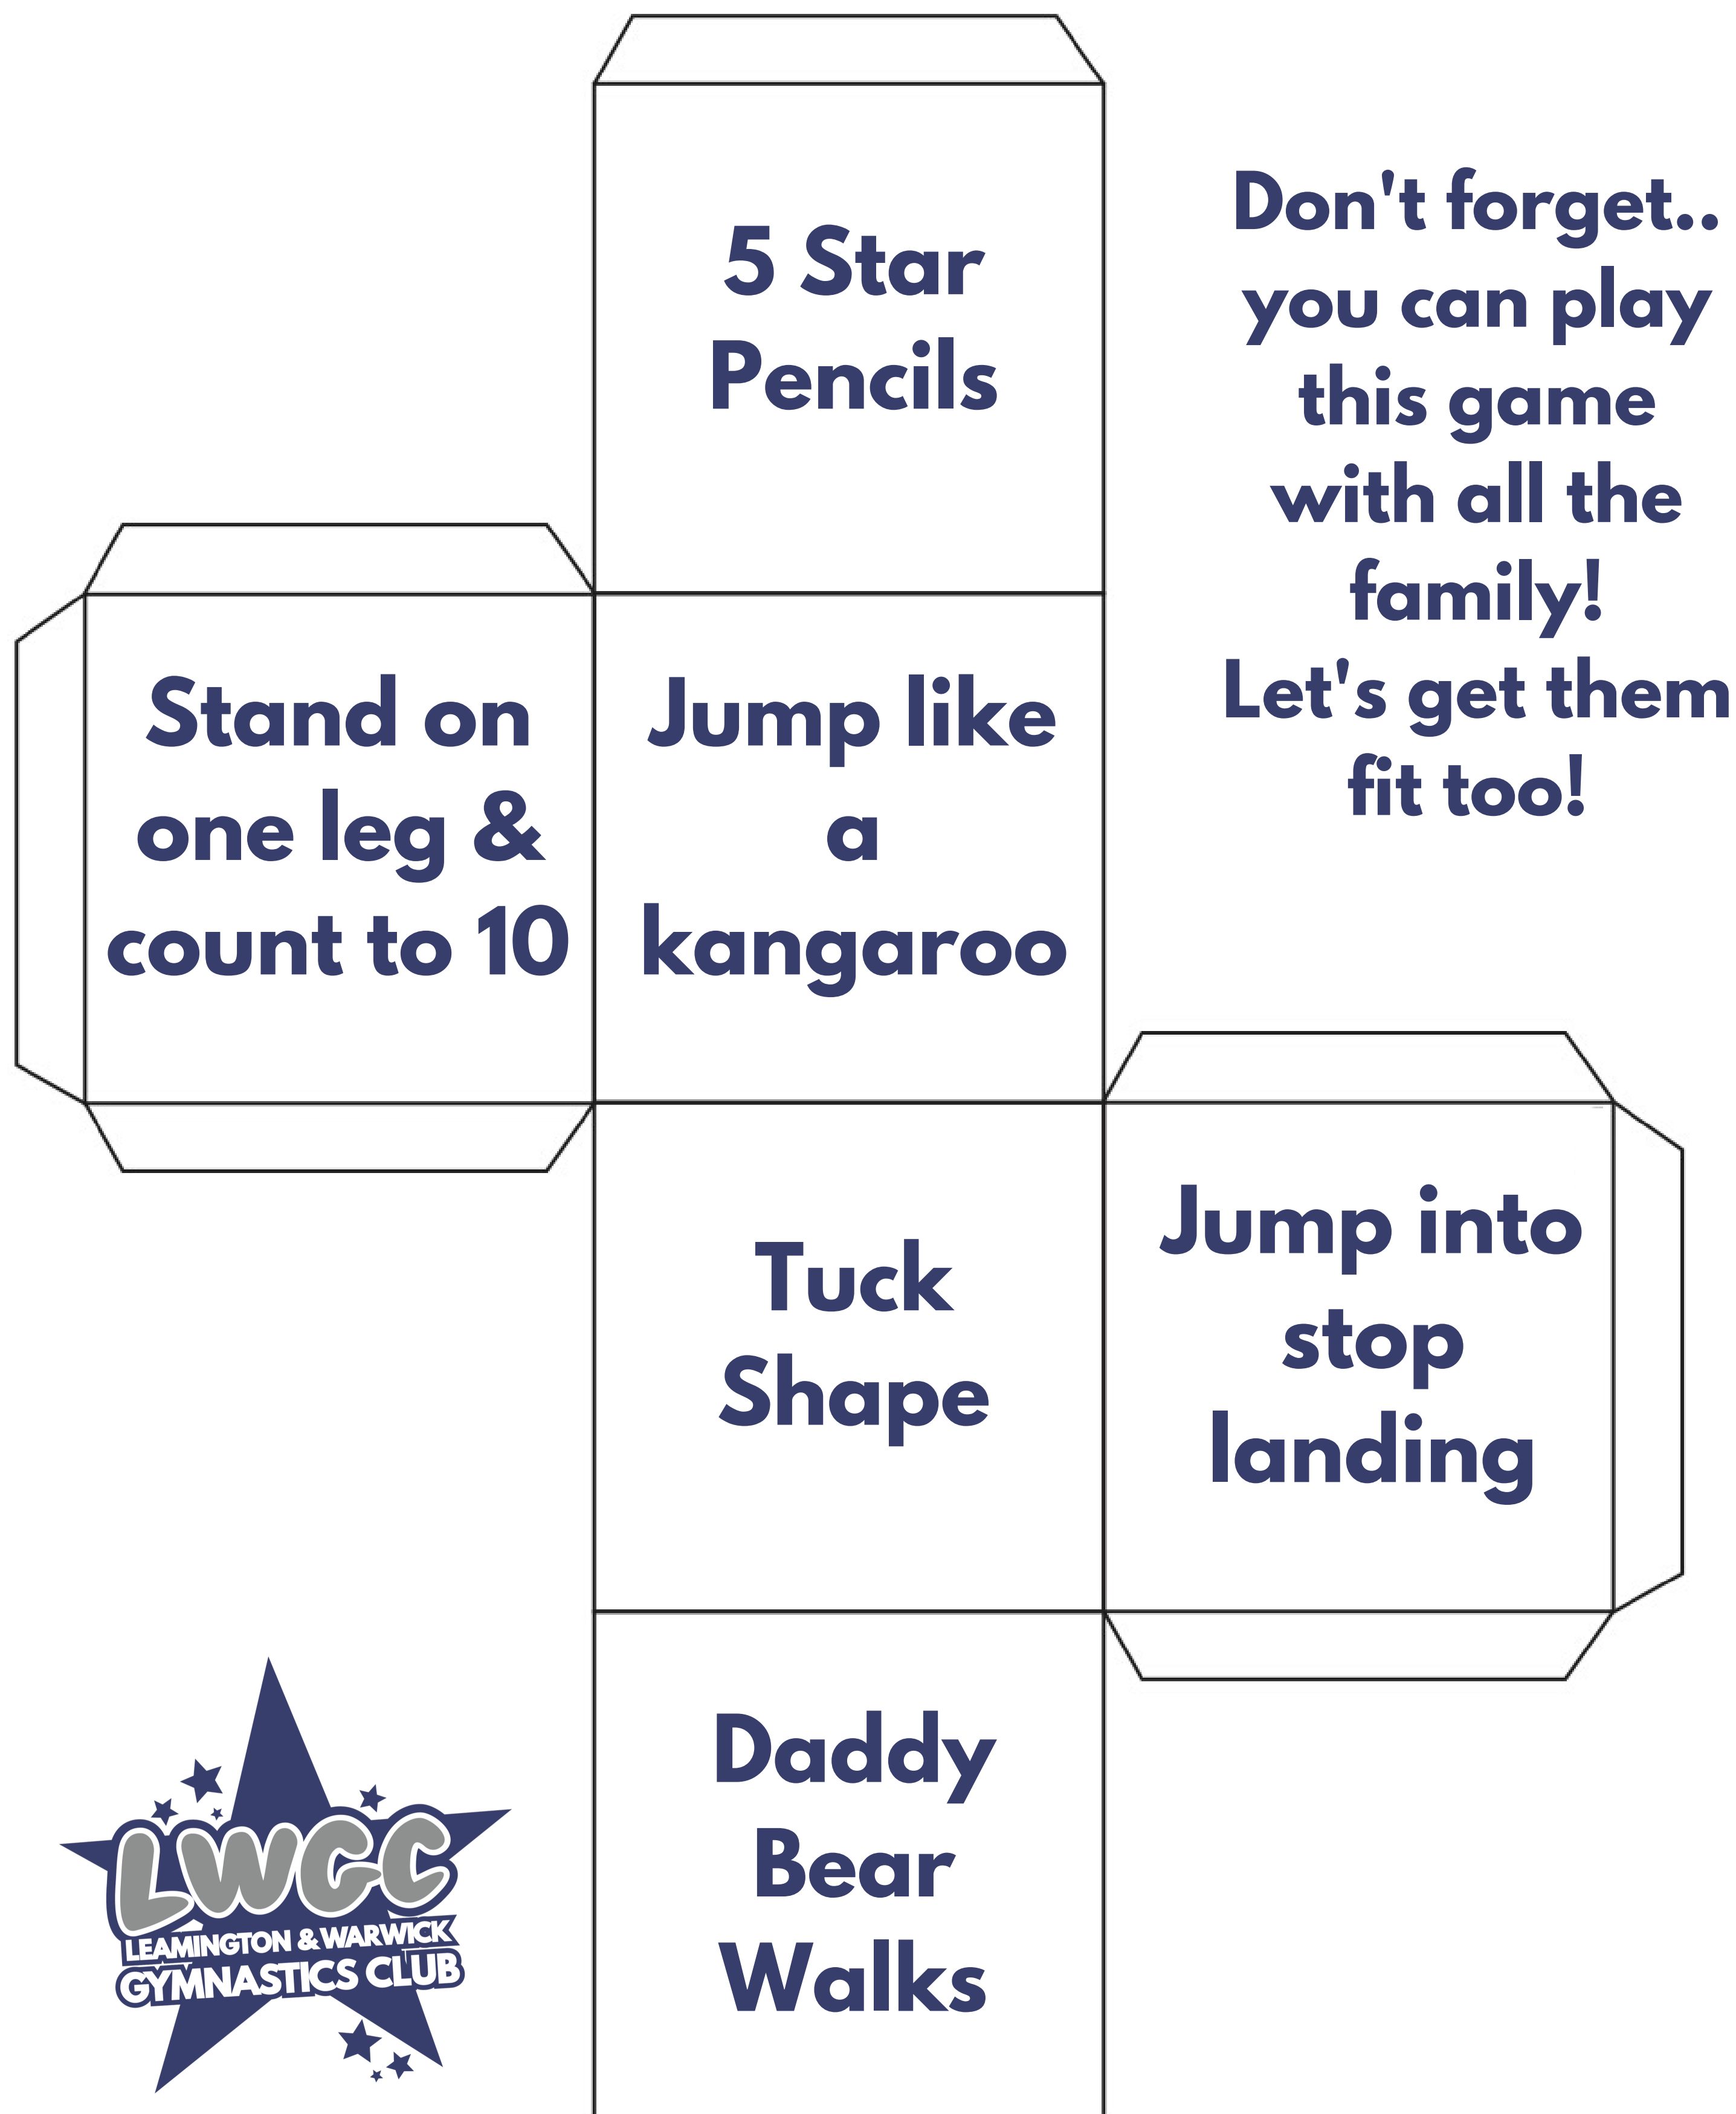 5 Star
Pencils
Don't forget..
you can play
this game
with all the
family!
Let's get them
fit too!
Stand on
one leg &
count to 10
Jump like
a
kangaroo
Tuck
Shape
Jump into
stop
landing
Daddy
Bear
Walks
LWGC
LEAMINGTON & WARWICK
GYMNASTICS CLUB